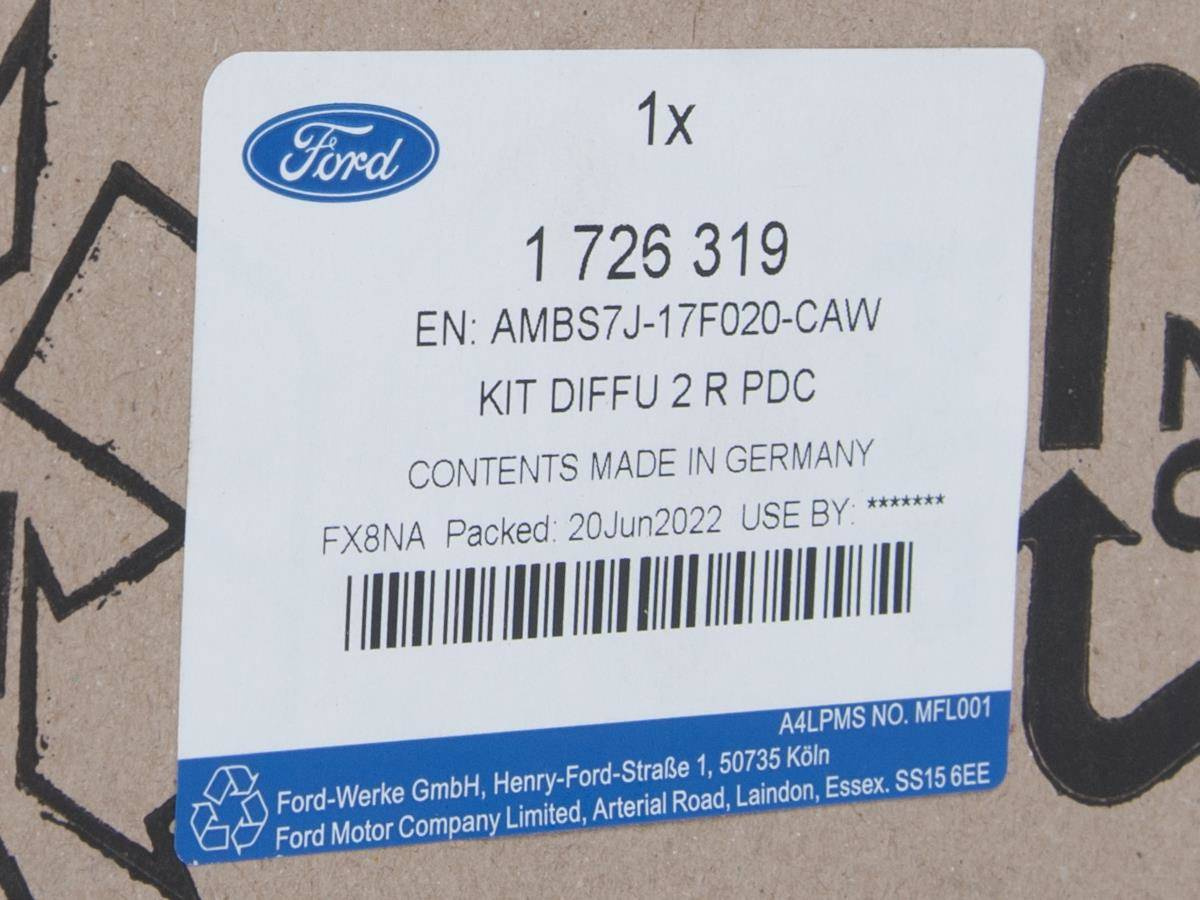 Ford
1x
1 726 319
EN: AMBS7J-17F020-CAW
KIT DIFFU 2 R PDC
CONTENTS MADE IN GERMANY
FX8NA Packed: 20Jun2022 USE BY: *******
A4LPMS NO. MFL001
Ford-Werke GmbH, Henry-Ford-Straße 1, 50735 Köln
Ford Motor Company Limited, Arterial Road, Laindon, Essex. SS15 6EE